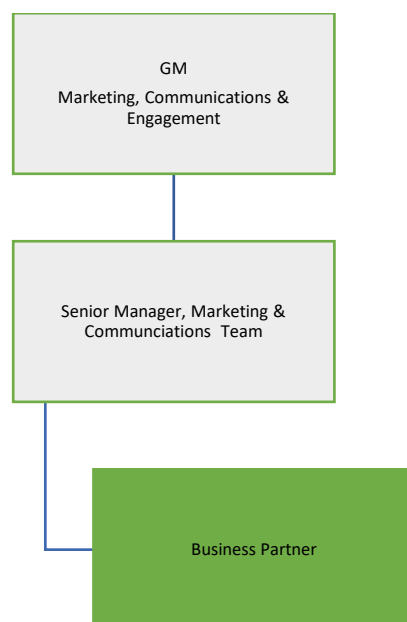 GM
Marketing, Communications &
Engagement
Senior Manager, Marketing &
Communciations  Team
Business Partner